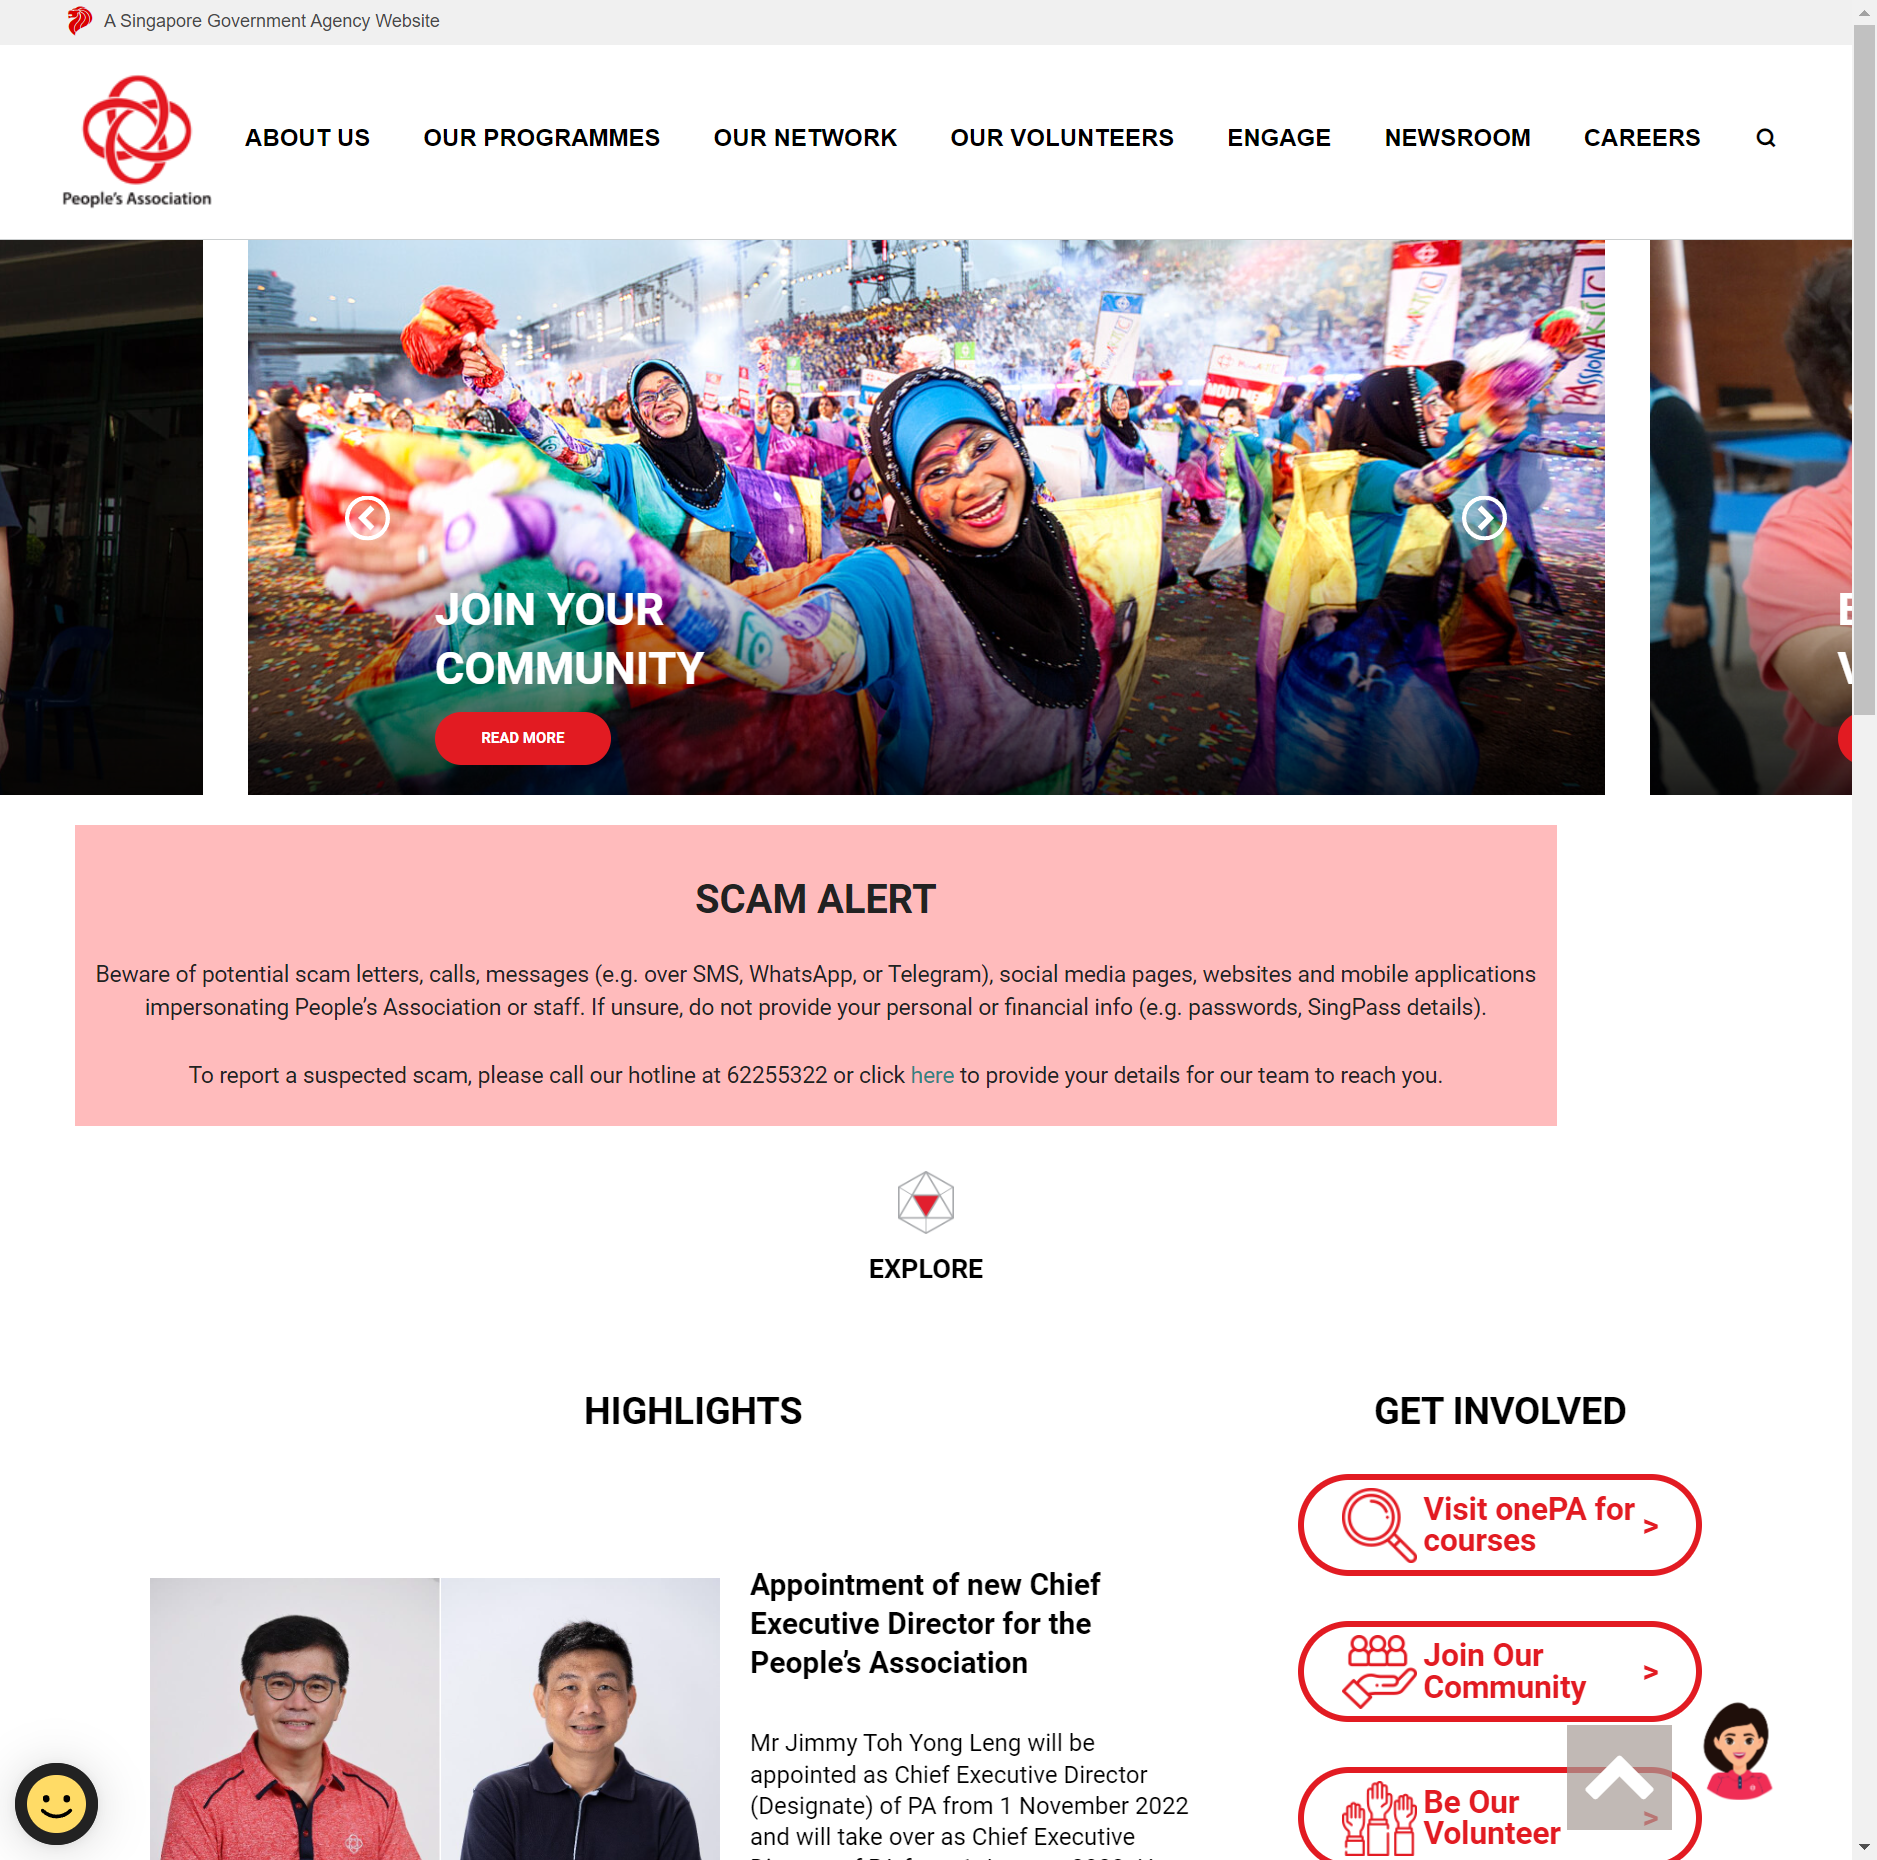 A Singapore Government Agency Website
People's Association
ABOUT US
OUR PROGRAMMES
OUR NETWORK
OUR VOLUNTEERS
ENGAGE
NEWSROOM
CAREERS
PAssionARTS
JOIN YOUR
COMMUNITY
READ MORE
SCAM ALERT
Beware of potential scam letters, calls, messages (e.g. over SMS, WhatsApp, or Telegram), social media pages, websites and mobile applications
impersonating People’s Association or staff. If unsure, do not provide your personal or financial info (e.g. passwords, SingPass details).
To report a suspected scam, please call our hotline at 62255322 or click here to provide your details for our team to reach you.
EXPLORE
HIGHLIGHTS
Appointment of new Chief
Executive Director for the
People’s Association
Mr Jimmy Toh Yong Leng will be
appointed as Chief Executive Director
(Designate) of PA from 1 November 2022
and will take over as Chief Executive
GET INVOLVED
Visit onePA for
courses >
Join Our
Community >
Be Our
Volunteer >